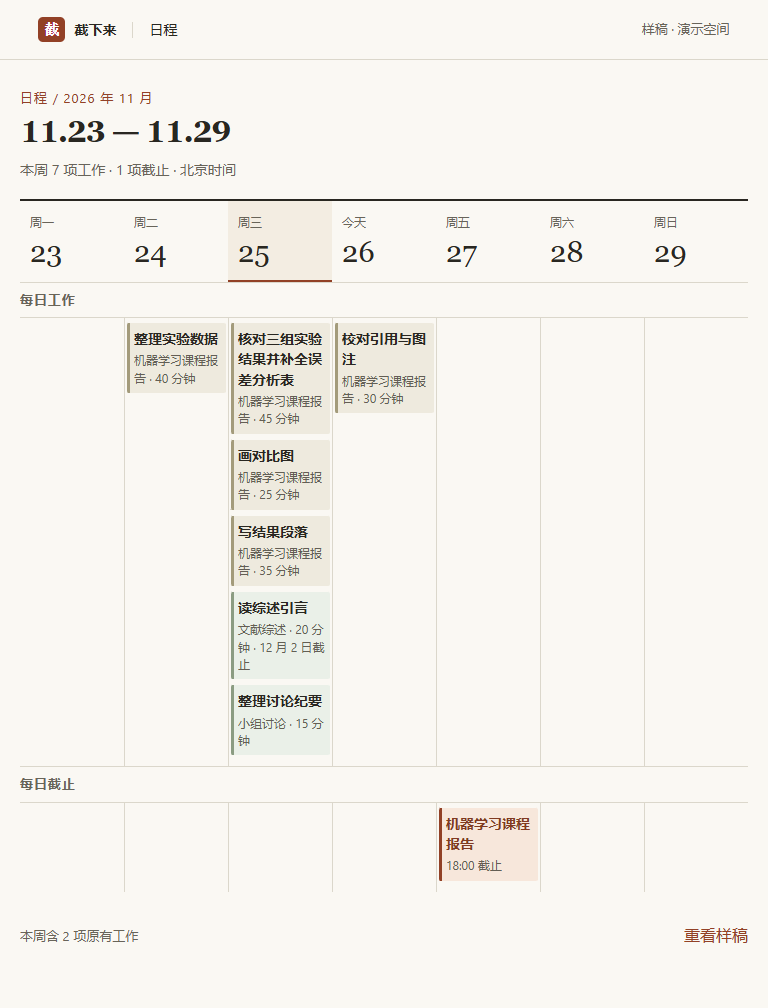 截 截下来 日程 样稿 · 演示空间
日程 / 2026 年 11 月
11.23 — 11.29
本周 7 项工作 · 1 项截止 · 北京时间
周一 周二 周三 今天 周五 周六 周日
23 24 25 26 27 28 29
每日工作
整理实验数据
机器学习课程报
告 · 40 分钟
核对三组实验
结果并补全误
差分析表
机器学习课程报
告 · 45 分钟
画对比图
机器学习课程报
告 · 25 分钟
写结果段落
机器学习课程报
告 · 35 分钟
读综述引言
文献综述 · 20 分
钟 · 12 月 2 日截
止
整理讨论纪要
小组讨论 · 15 分
钟
校对引用与图
注
机器学习课程报
告 · 30 分钟
每日截止
机器学习课程
报告
18:00 截止
本周含 2 项原有工作
重看样稿